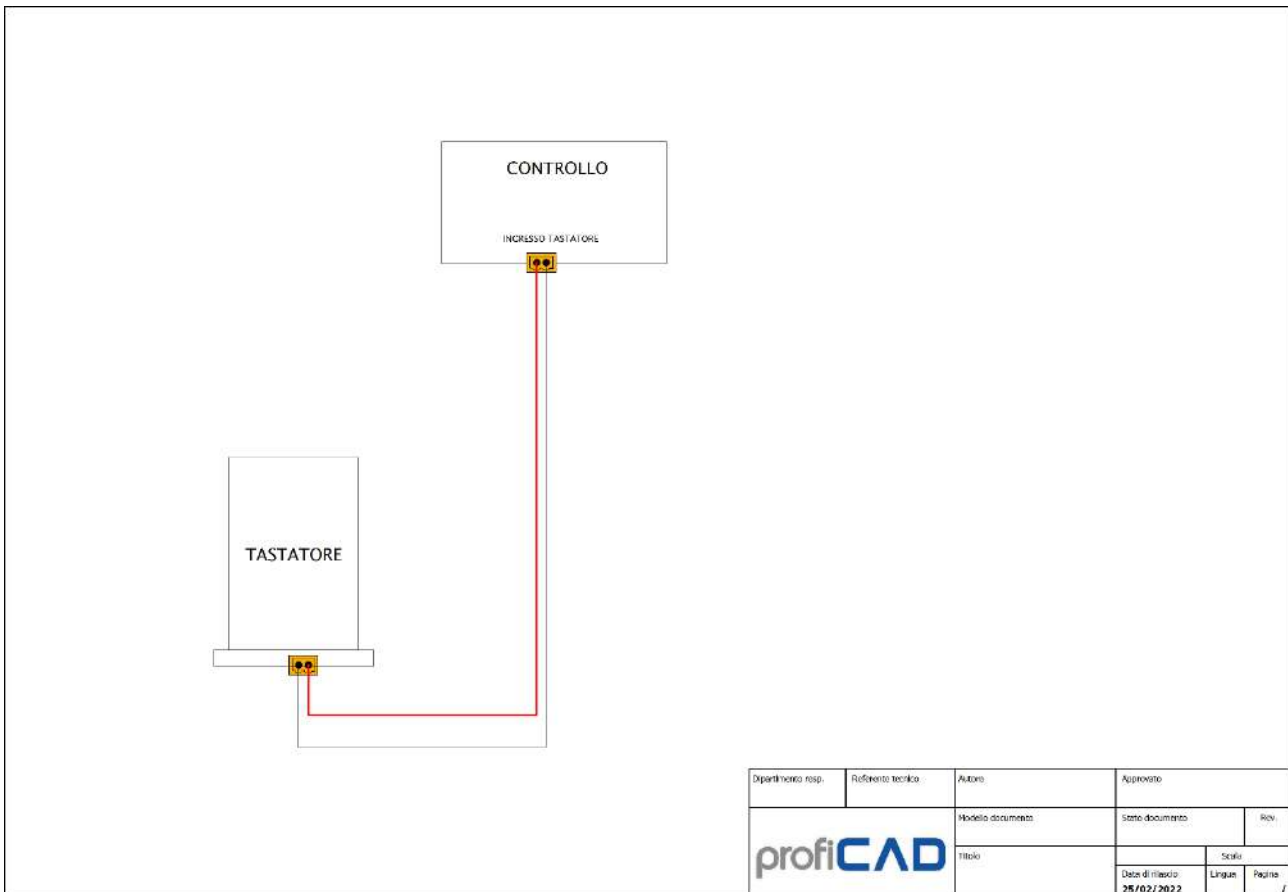 CONTROLLO
INGRESSO TASTATORE
TASTATORE
Dipartimento resp.
Referente tecnico
Autore
Approvato
Modello documento
Stato documento
Rev.
profiCAD
Titolo
Scala
Data di rilascio
Lingua
Pagina
25/02/2022
/